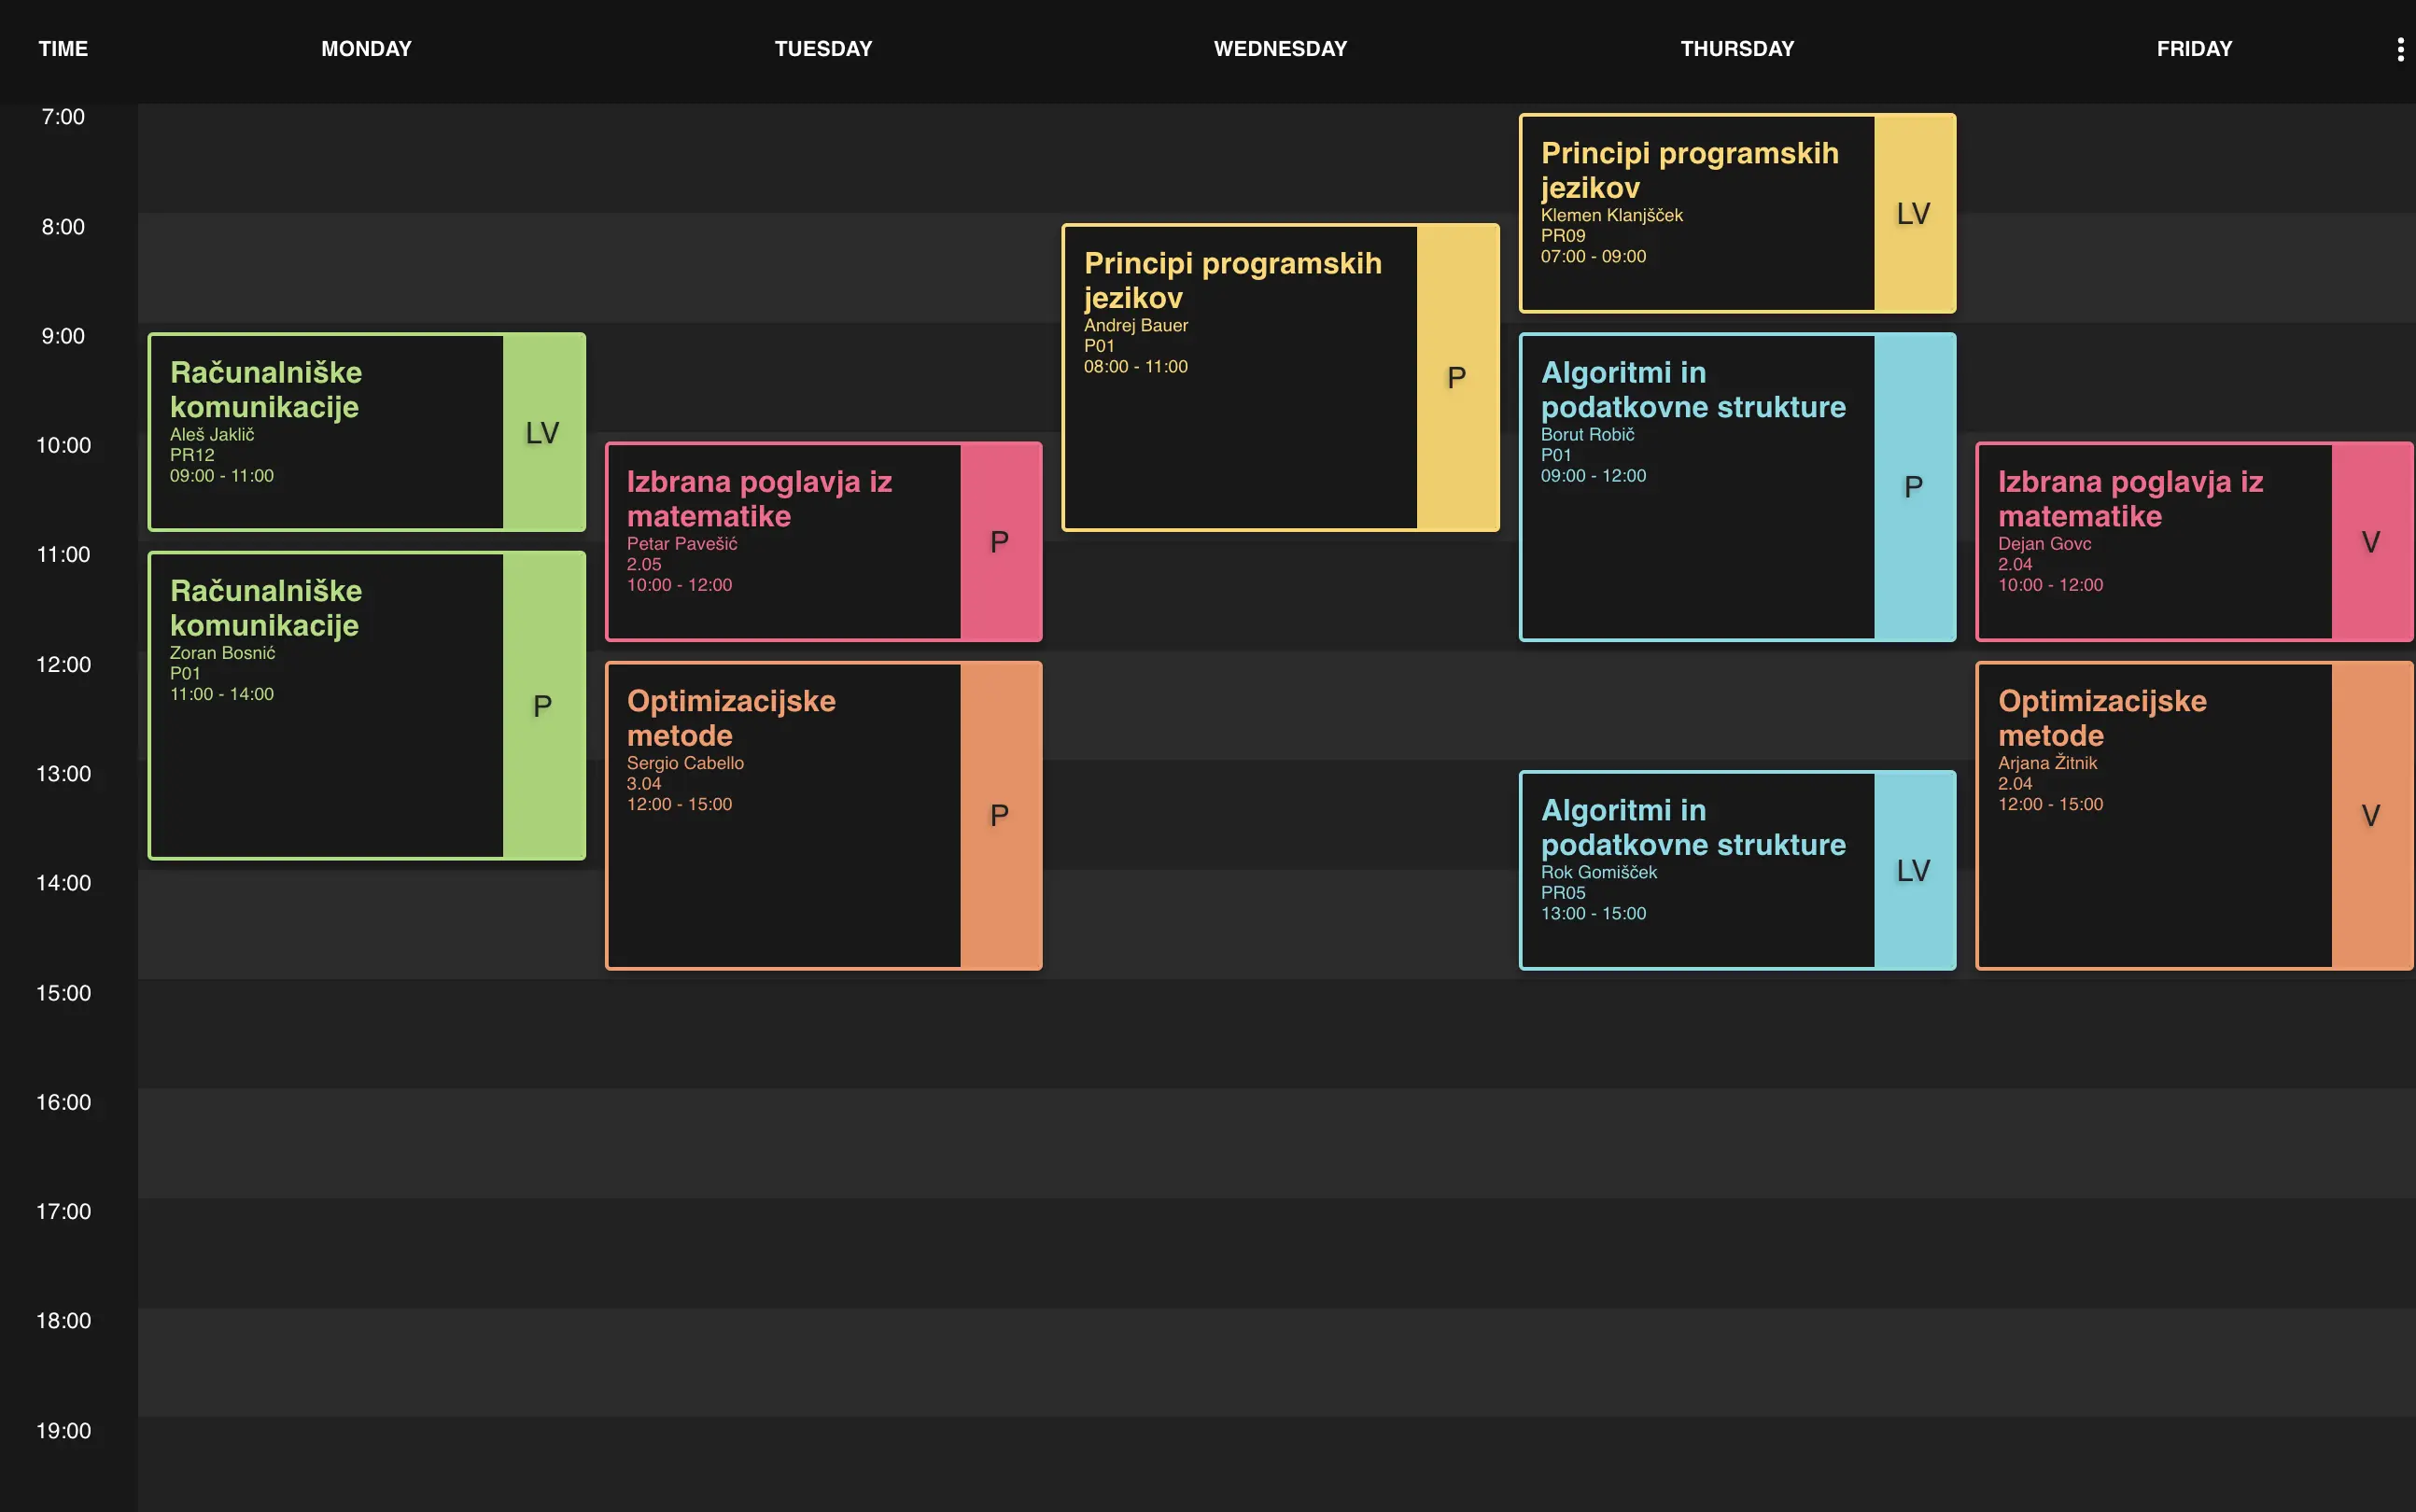 TIME
MONDAY
TUESDAY
WEDNESDAY
THURSDAY
FRIDAY
7:00
8:00
9:00
10:00
11:00
12:00
13:00
14:00
15:00
16:00
17:00
18:00
19:00
Računalniške
komunikacije
Aleš Jaklič
PR12
09:00 - 11:00
LV
Računalniške
komunikacije
Zoran Bosnić
P01
11:00 - 14:00
P
Izbrana poglavja iz
matematike
Petar Pavešić
2.05
10:00 - 12:00
P
Optimizacijske
metode
Sergio Cabello
3.04
12:00 - 15:00
P
Principi programskih
jezikov
Andrej Bauer
P01
08:00 - 11:00
P
Principi programskih
jezikov
Klemen Klanjšček
PR09
07:00 - 09:00
LV
Algoritmi in
podatkovne strukture
Borut Robič
P01
09:00 - 12:00
P
Algoritmi in
podatkovne strukture
Rok Gomišček
PR05
13:00 - 15:00
LV
Izbrana poglavja iz
matematike
Dejan Govc
2.04
10:00 - 12:00
V
Optimizacijske
metode
Arjana Žitnik
2.04
12:00 - 15:00
V